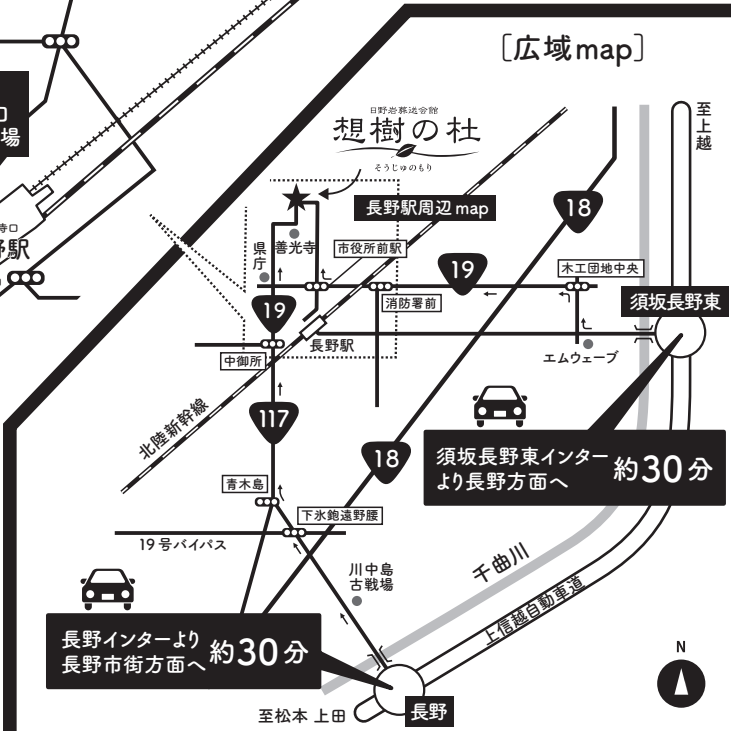 [広域map]
至上越
日野岩葬送会館
想樹の杜
そうじゅのもり
場
寺口
駅
長野駅周辺map
18
県庁
善光寺
市役所前駅
19
木工団地中央
消防署前
須坂長野東
19
長野駅
中御所
エムウェーブ
北陸新幹線
117
18
須坂長野東インター
より長野方面へ
約30分
青木島
下氷鉋遠野腰
19号バイパス
川中島
古戦場
千曲川
上信越自動車道
長野インターより
長野市街方面へ
約30分
至松本 上田
長野
N